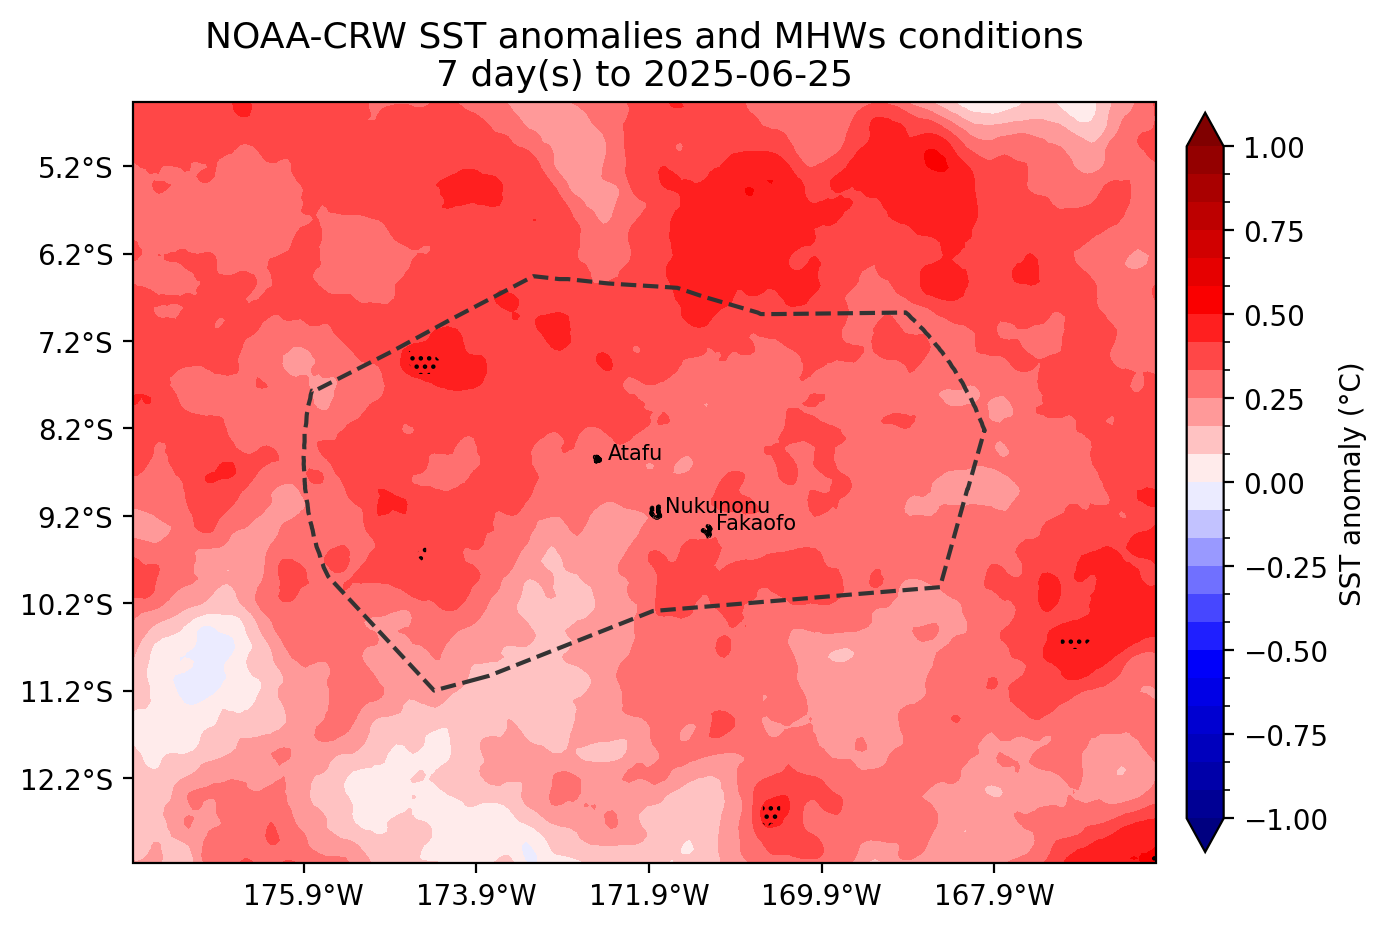 NOAA-CRW SST anomalies and MHWs conditions
7 day(s) to 2025-06-25
5.2°S
6.2°S
7.2°S
8.2°S
9.2°S
10.2°S
11.2°S
12.2°S
Atafu
Nukunonu
Fakaofo
175.9°W
173.9°W
171.9°W
169.9°W
167.9°W
1.00
0.75
0.50
0.25
0.00
−0.25
−0.50
−0.75
−1.00
SST anomaly (°C)